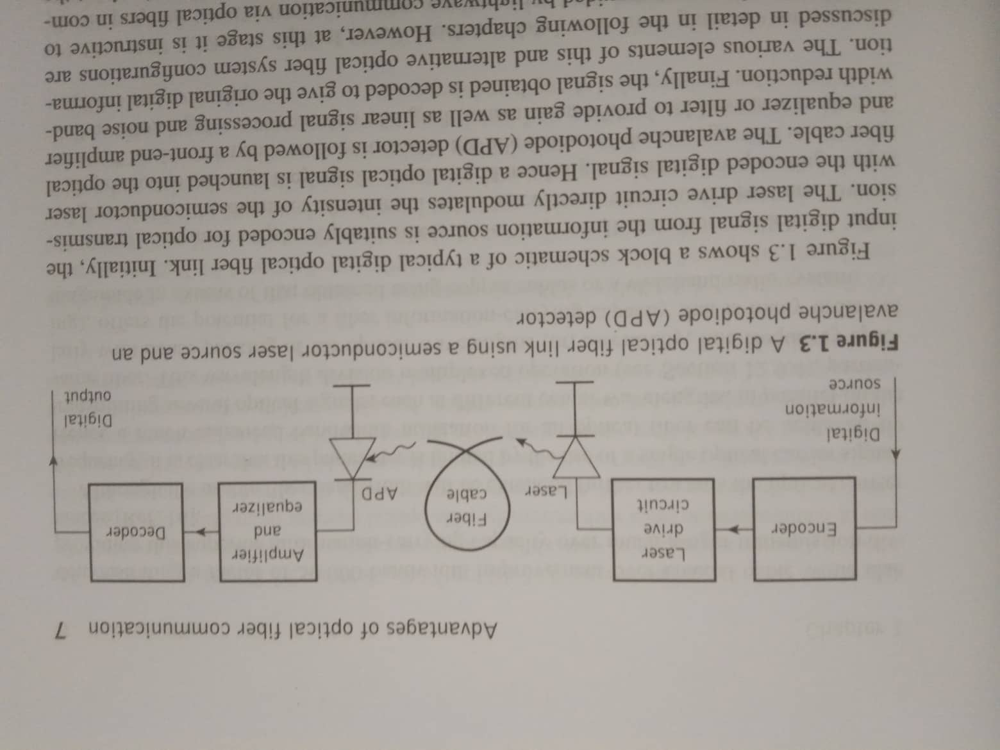 Advantages of optical fiber communication 7
Encoder
Laser
drive
circuit
Fiber
cable
Amplifier
and
equalizer
Decoder
Laser
APD
Digital
information
source
Digital
output
Figure 1.3 A digital optical fiber link using a semiconductor laser source and an
avalanche photodiode (APD) detector
Figure 1.3 shows a block schematic of a typical digital optical fiber link. Initially, the
input digital signal from the information source is suitably encoded for optical transmis-
sion. The laser drive circuit directly modulates the intensity of the semiconductor laser
with the encoded digital signal. Hence a digital optical signal is launched into the optical
fiber cable. The avalanche photodiode (APD) detector is followed by a front-end amplifier
and equalizer or filter to provide gain as well as linear signal processing and noise band-
width reduction. Finally, the signal obtained is decoded to give the original digital informa-
tion. The various elements of this and alternative optical fiber system configurations are
discussed in detail in the following chapters. However, at this stage it is instructive to
by lightwave communication via optical fibers in com-